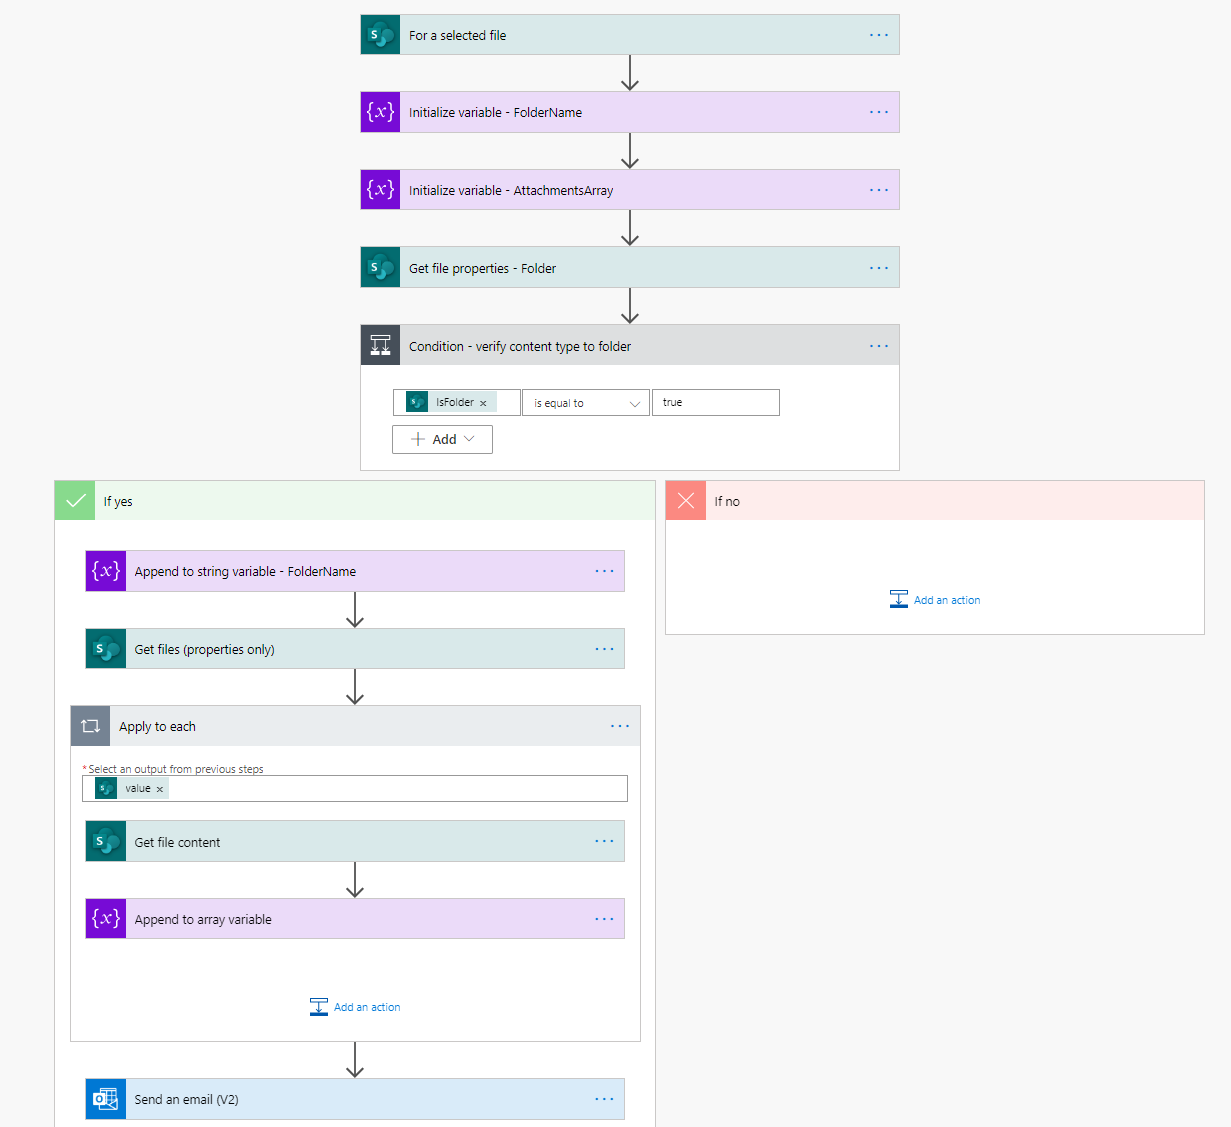 For a selected file
Initialize variable - FolderName
Initialize variable - AttachmentsArray
Get file properties - Folder
Condition - verify content type to folder
IsFolder x is equal to true
+ Add
If yes
If no
Append to string variable - FolderName
Add an action
Get files (properties only)
Apply to each
* Select an output from previous steps
value x
Get file content
Append to array variable
Add an action
Send an email (V2)